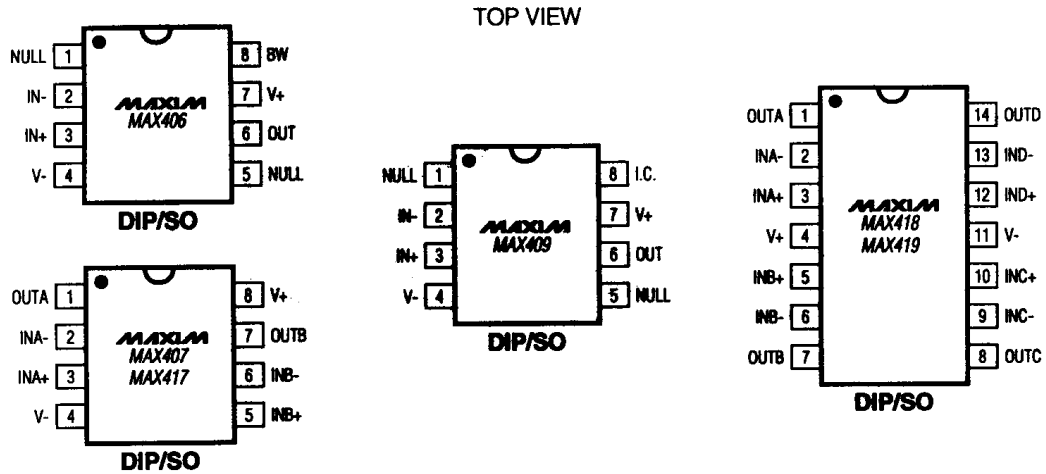 TOP VIEW
NULL 1 8 BW
IN- 2 7 V+
IN+ 3 6 OUT
V- 4 5 NULL
MAXIM
MAX406
DIP/SO
OUTA 1 8 V+
INA- 2 7 OUTB
INA+ 3 6 INB-
V- 4 5 INB+
MAXIM
MAX407
MAX417
DIP/SO
NULL 1 8 I.C.
IN- 2 7 V+
IN+ 3 6 OUT
V- 4 5 NULL
MAXIM
MAX409
DIP/SO
OUTA 1 14 OUTD
INA- 2 13 IND-
INA+ 3 12 IND+
V+ 4 11 V-
INB+ 5 10 INC+
INB- 6 9 INC-
OUTB 7 8 OUTC
MAXIM
MAX418
MAX419
DIP/SO